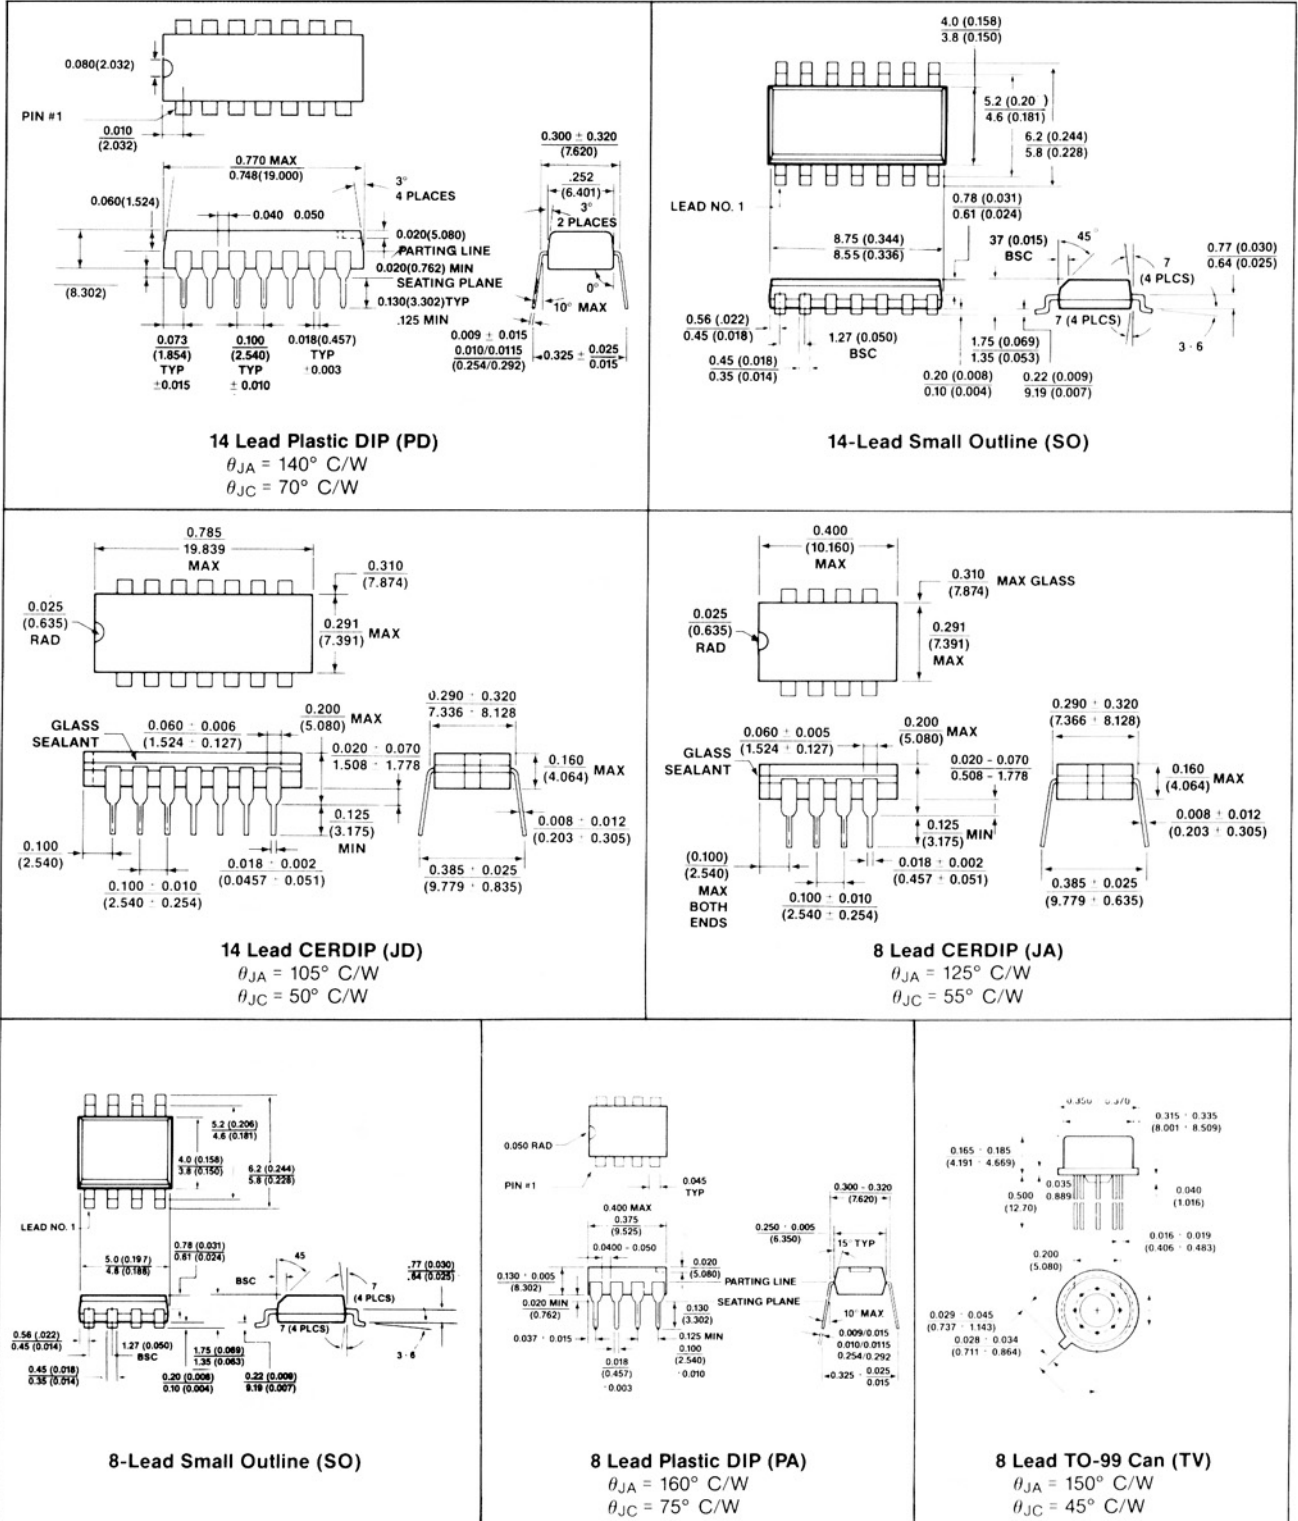 0.080(2.032)
PIN #1
0.010
(2.032)
0.770 MAX
0.748(19.000)
0.060(1.524)
3°
4 PLACES
0.040 0.050
0.020(5.080)
PARTING LINE
0.020(0.762) MIN
SEATING PLANE
(8.302)
0.130(3.302)TYP
.125 MIN
0.073
(1.854)
TYP
±0.015
0.100
(2.540)
TYP
± 0.010
0.018(0.457)
TYP
±0.003
0.300 ± 0.320
(7.620)
.252
(6.401)
3°
2 PLACES
0°
10° MAX
0.009 ± 0.015
0.010/0.0115
(0.254/0.292)
0.325 ± 0.025
0.015
14 Lead Plastic DIP (PD)
θJA = 140° C/W
θJC = 70° C/W
4.0 (0.158)
3.8 (0.150)
5.2 (0.20 )
4.6 (0.181)
6.2 (0.244)
5.8 (0.228)
LEAD NO. 1
0.78 (0.031)
0.61 (0.024)
8.75 (0.344)
8.55 (0.336)
37 (0.015)
BSC
45°
7
(4 PLCS)
0.77 (0.030)
0.64 (0.025)
7 (4 PLCS)
3 - 6
0.56 (.022)
0.45 (0.018)
1.27 (0.050)
BSC
0.45 (0.018)
0.35 (0.014)
1.75 (0.069)
1.35 (0.053)
0.20 (0.008)
0.10 (0.004)
0.22 (0.009)
9.19 (0.007)
14-Lead Small Outline (SO)
0.785
19.839
MAX
0.310
(7.874)
0.025
(0.635)
RAD
0.291
(7.391) MAX
GLASS
SEALANT
0.060 - 0.006
(1.524 ± 0.127)
0.200
(5.080) MAX
0.020 - 0.070
1.508 - 1.778
0.125
(3.175)
MIN
0.100
(2.540)
0.100 - 0.010
(2.540 ± 0.254)
0.018 - 0.002
(0.0457 - 0.051)
0.290 - 0.320
7.336 - 8.128
0.160
(4.064) MAX
0.008 ± 0.012
(0.203 ± 0.305)
0.385 ± 0.025
(9.779 ± 0.835)
14 Lead CERDIP (JD)
θJA = 105° C/W
θJC = 50° C/W
0.400
(10.160)
MAX
0.310
(7.874) MAX GLASS
0.025
(0.635)
RAD
0.291
(7.391)
MAX
GLASS
SEALANT
0.060 ± 0.005
(1.524 ± 0.127)
0.200
(5.080) MAX
0.020 - 0.070
0.508 - 1.778
0.125
(3.175) MIN
(0.100)
(2.540)
MAX
BOTH
ENDS
0.100 ± 0.010
(2.540 ± 0.254)
0.018 ± 0.002
(0.457 ± 0.051)
0.290 ± 0.320
(7.366 ± 8.128)
0.160
(4.064) MAX
0.008 ± 0.012
(0.203 ± 0.305)
0.385 ± 0.025
(9.779 ± 0.635)
8 Lead CERDIP (JA)
θJA = 125° C/W
θJC = 55° C/W
5.2 (0.206)
4.6 (0.181)
4.0 (0.158)
3.8 (0.150)
6.2 (0.244)
5.8 (0.228)
LEAD NO. 1
5.0 (0.197)
4.8 (0.188)
0.78 (0.031)
0.61 (0.024)
BSC
45
7
(4 PLCS)
.77 (0.030)
.64 (0.025)
7 (4 PLCS)
3 - 6
0.56 (.022)
0.45 (0.014)
1.27 (0.050)
BSC
0.45 (0.018)
0.35 (0.014)
1.75 (0.069)
1.35 (0.063)
0.20 (0.008)
0.10 (0.004)
0.22 (0.009)
9.19 (0.007)
8-Lead Small Outline (SO)
0.050 RAD
PIN #1
0.045
TYP
0.400 MAX
0.375
(9.525)
0.0400 - 0.050
0.130 ± 0.005
(8.302)
0.020
(5.080)
PARTING LINE
SEATING PLANE
0.020 MIN
(0.762)
0.130
(3.302)
0.037 - 0.015
0.125 MIN
0.100
(2.540)
-0.010
0.018
(0.457)
-0.003
0.300 - 0.320
(7.620)
0.250 - 0.005
(6.350)
15° TYP
10° MAX
0.009/0.015
0.010/0.0115
0.254/0.292
0.325 - 0.025
0.015
8 Lead Plastic DIP (PA)
θJA = 160° C/W
θJC = 75° C/W
0.350 - 0.370
0.315 - 0.335
(8.001 - 8.509)
0.165 - 0.185
(4.191 - 4.669)
0.035
0.889
0.500
(12.70)
0.040
(1.016)
0.016 - 0.019
(0.406 - 0.483)
0.200
(5.080)
0.029 - 0.045
(0.737 - 1.143)
0.028 - 0.034
(0.711 - 0.864)
8 Lead TO-99 Can (TV)
θJA = 150° C/W
θJC = 45° C/W